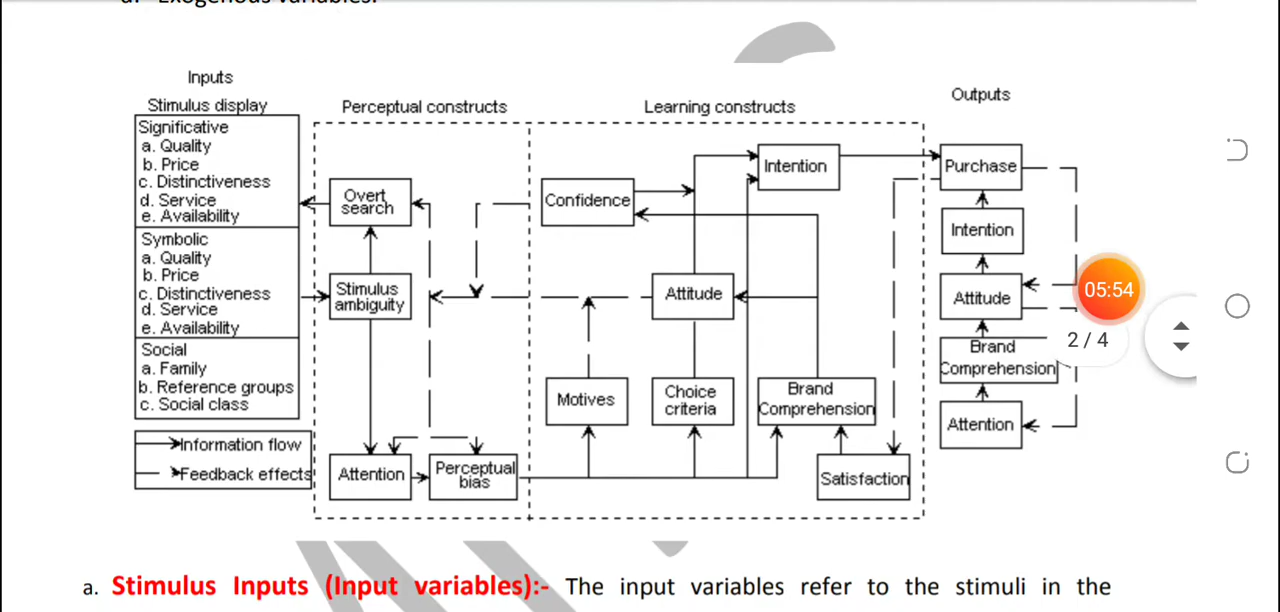 d. Exogenous variables.
Inputs
Stimulus display
Perceptual constructs
Learning constructs
Outputs
Significative
a. Quality
b. Price
c. Distinctiveness
d. Service
e. Availability
Symbolic
a. Quality
b. Price
c. Distinctiveness
d. Service
e. Availability
Social
a. Family
b. Reference groups
c. Social class
Information flow
Feedback effects
Overt
search
Stimulus
ambiguity
Attention
Perceptual
bias
Confidence
Intention
Attitude
Motives
Choice
criteria
Brand
Comprehension
Satisfaction
Purchase
Intention
Attitude
Brand
Comprehension
Attention
05:54
2 / 4
a. Stimulus Inputs (Input variables):- The input variables refer to the stimuli in the